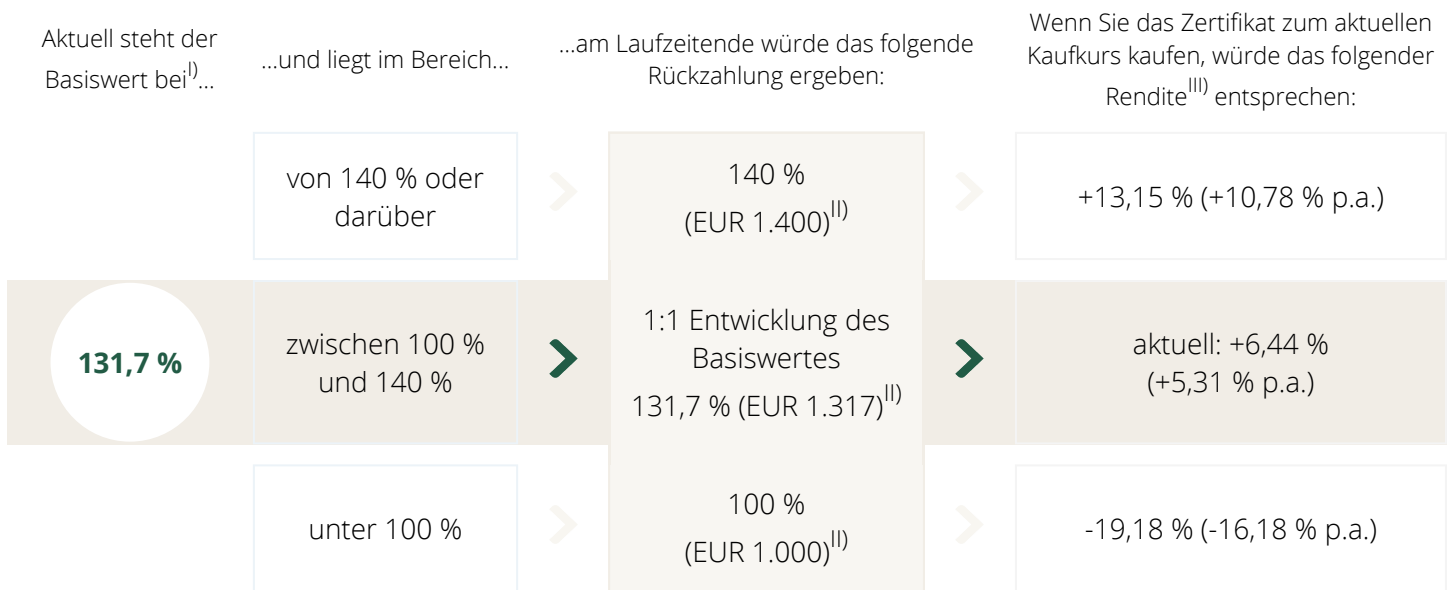 Aktuell steht der
Basiswert bei^I)...
...und liegt im Bereich...
...am Laufzeitende würde das folgende
Rückzahlung ergeben:
Wenn Sie das Zertifikat zum aktuellen
Kaufkurs kaufen, würde das folgender
Rendite^III) entsprechen:
von 140 % oder
darüber
140 %
(EUR 1.400)^II)
+13,15 % (+10,78 % p.a.)
131,7 %
zwischen 100 %
und 140 %
1:1 Entwicklung des
Basiswertes
131,7 % (EUR 1.317)^II)
aktuell: +6,44 %
(+5,31 % p.a.)
unter 100 %
100 %
(EUR 1.000)^II)
-19,18 % (-16,18 % p.a.)